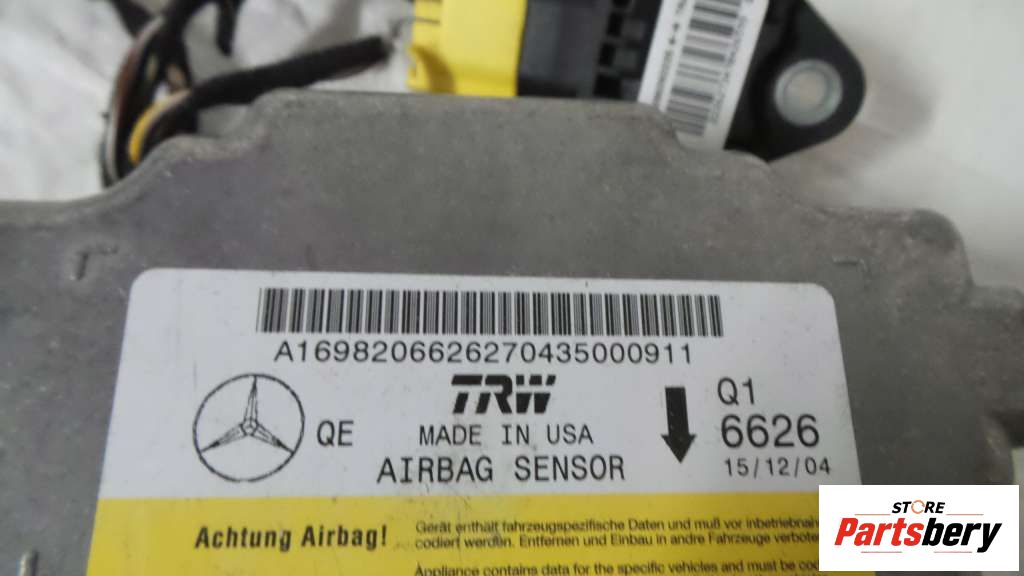 A1698206626270435000911
TRW
Q1
QE
MADE IN USA
6626
AIRBAG SENSOR
15/12/04
Achtung Airbag!
Gerät enthält fahrzeugspezifische Daten und muß vor
codiert werden. Entfernen und Einbau in andre Fahrzeuge
Appliance contains data for the specific vehicles and must be
STORE
Partsbery